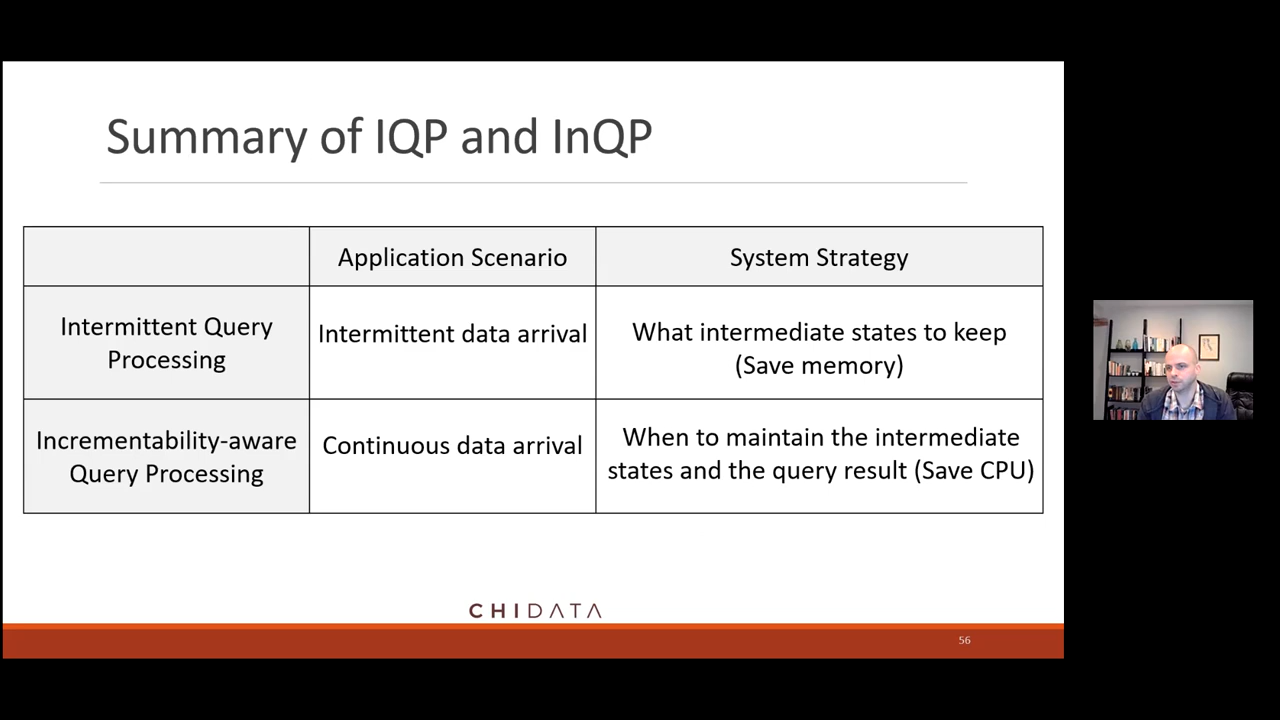 Summary of IQP and InQP
Application Scenario
System Strategy
Intermittent Query
Processing
Intermittent data arrival
What intermediate states to keep
(Save memory)
Incrementability-aware
Query Processing
Continuous data arrival
When to maintain the intermediate
states and the query result (Save CPU)
CHIDATA
56